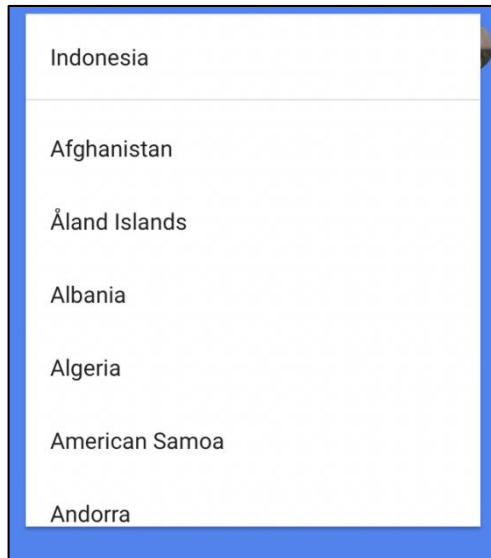 Indonesia
Afghanistan
Åland Islands
Albania
Algeria
American Samoa
Andorra